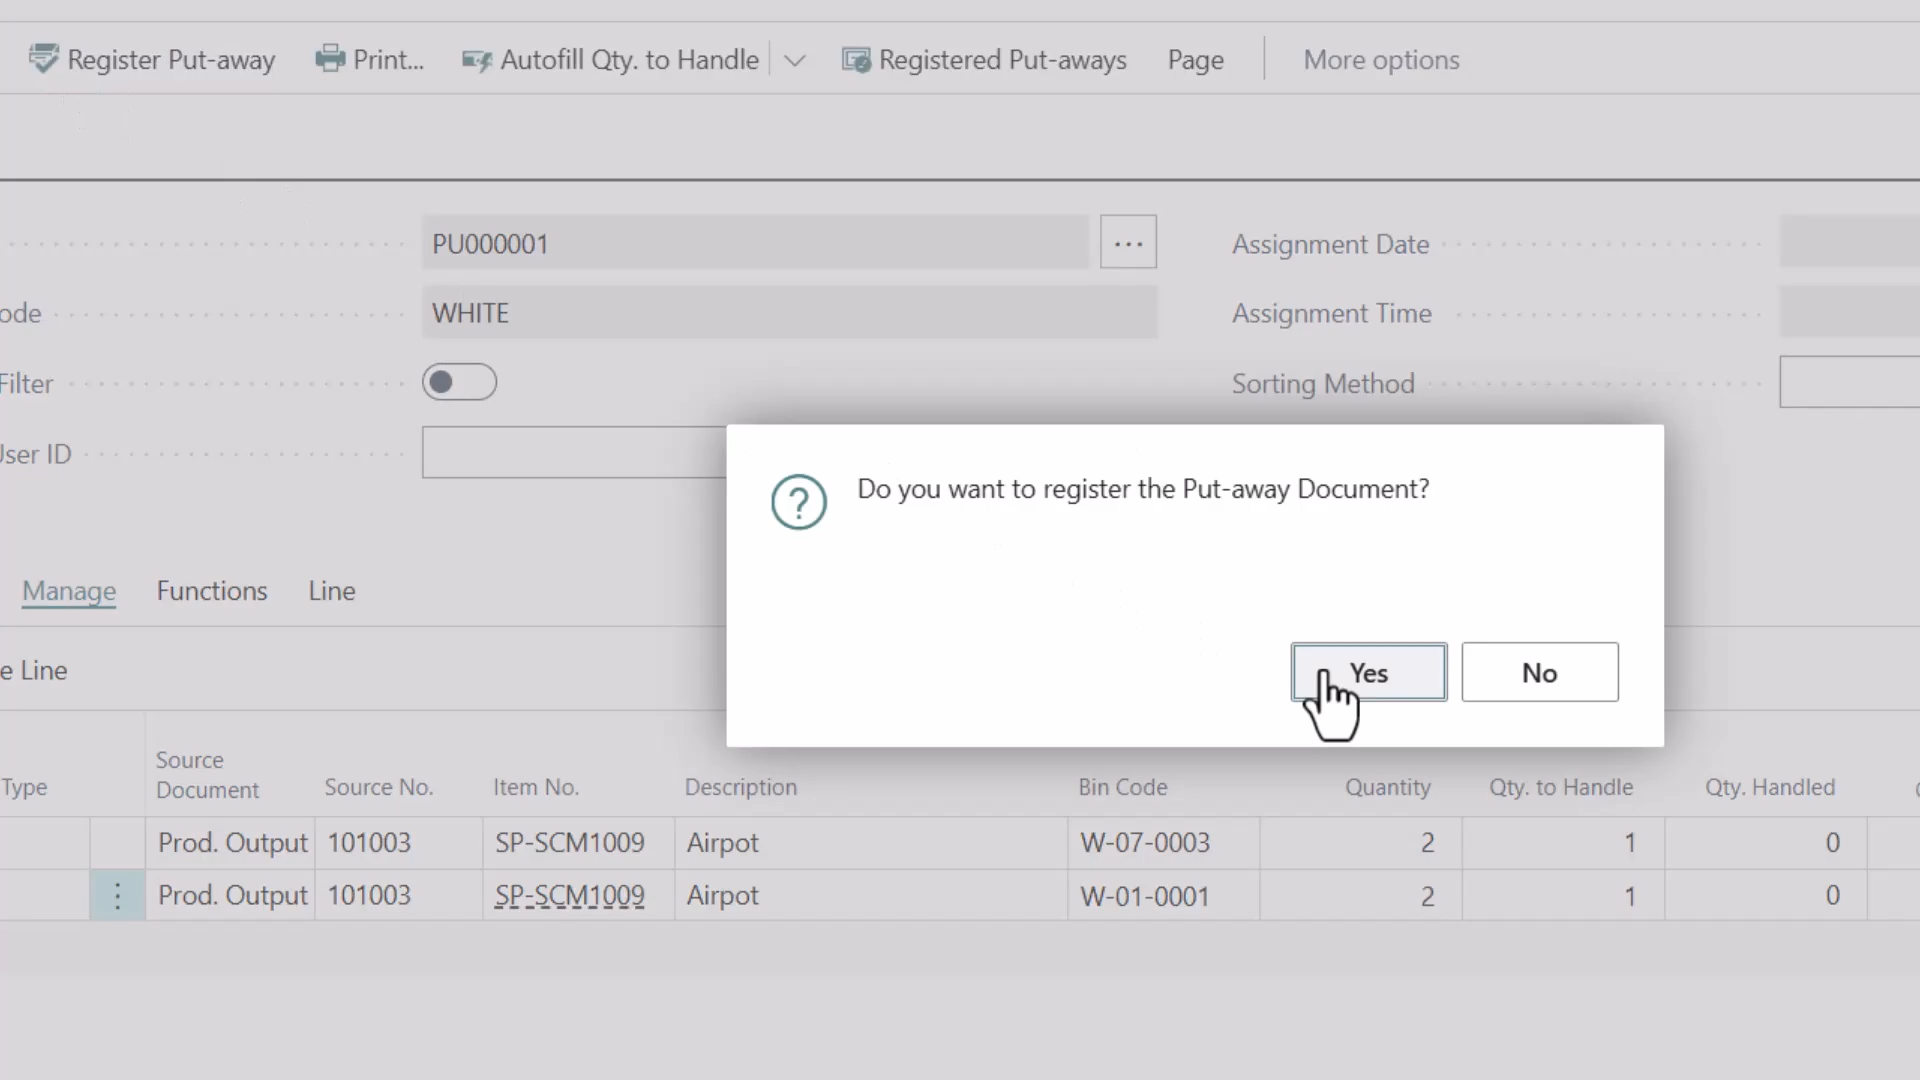 Register Put-away Print... Autofill Qty. to Handle Registered Put-aways Page More options
PU000001 ... Assignment Date
ode WHITE Assignment Time
Filter Sorting Method
User ID
Do you want to register the Put-away Document?
Manage Functions Line
Yes No
e Line
Type Source Document Source No. Item No. Description Bin Code Quantity Qty. to Handle Qty. Handled
Prod. Output 101003 SP-SCM1009 Airpot W-07-0003 2 1 0
Prod. Output 101003 SP-SCM1009 Airpot W-01-0001 2 1 0